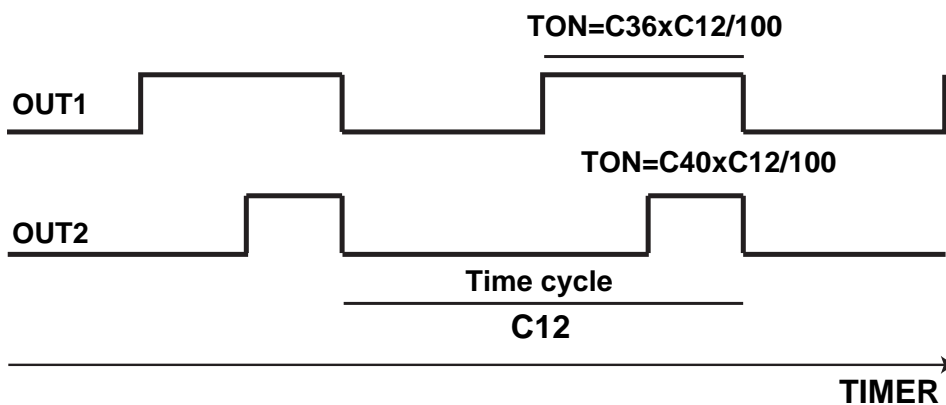 TON=C36xC12/100
OUT1
TON=C40xC12/100
OUT2
Time cycle
C12
TIMER